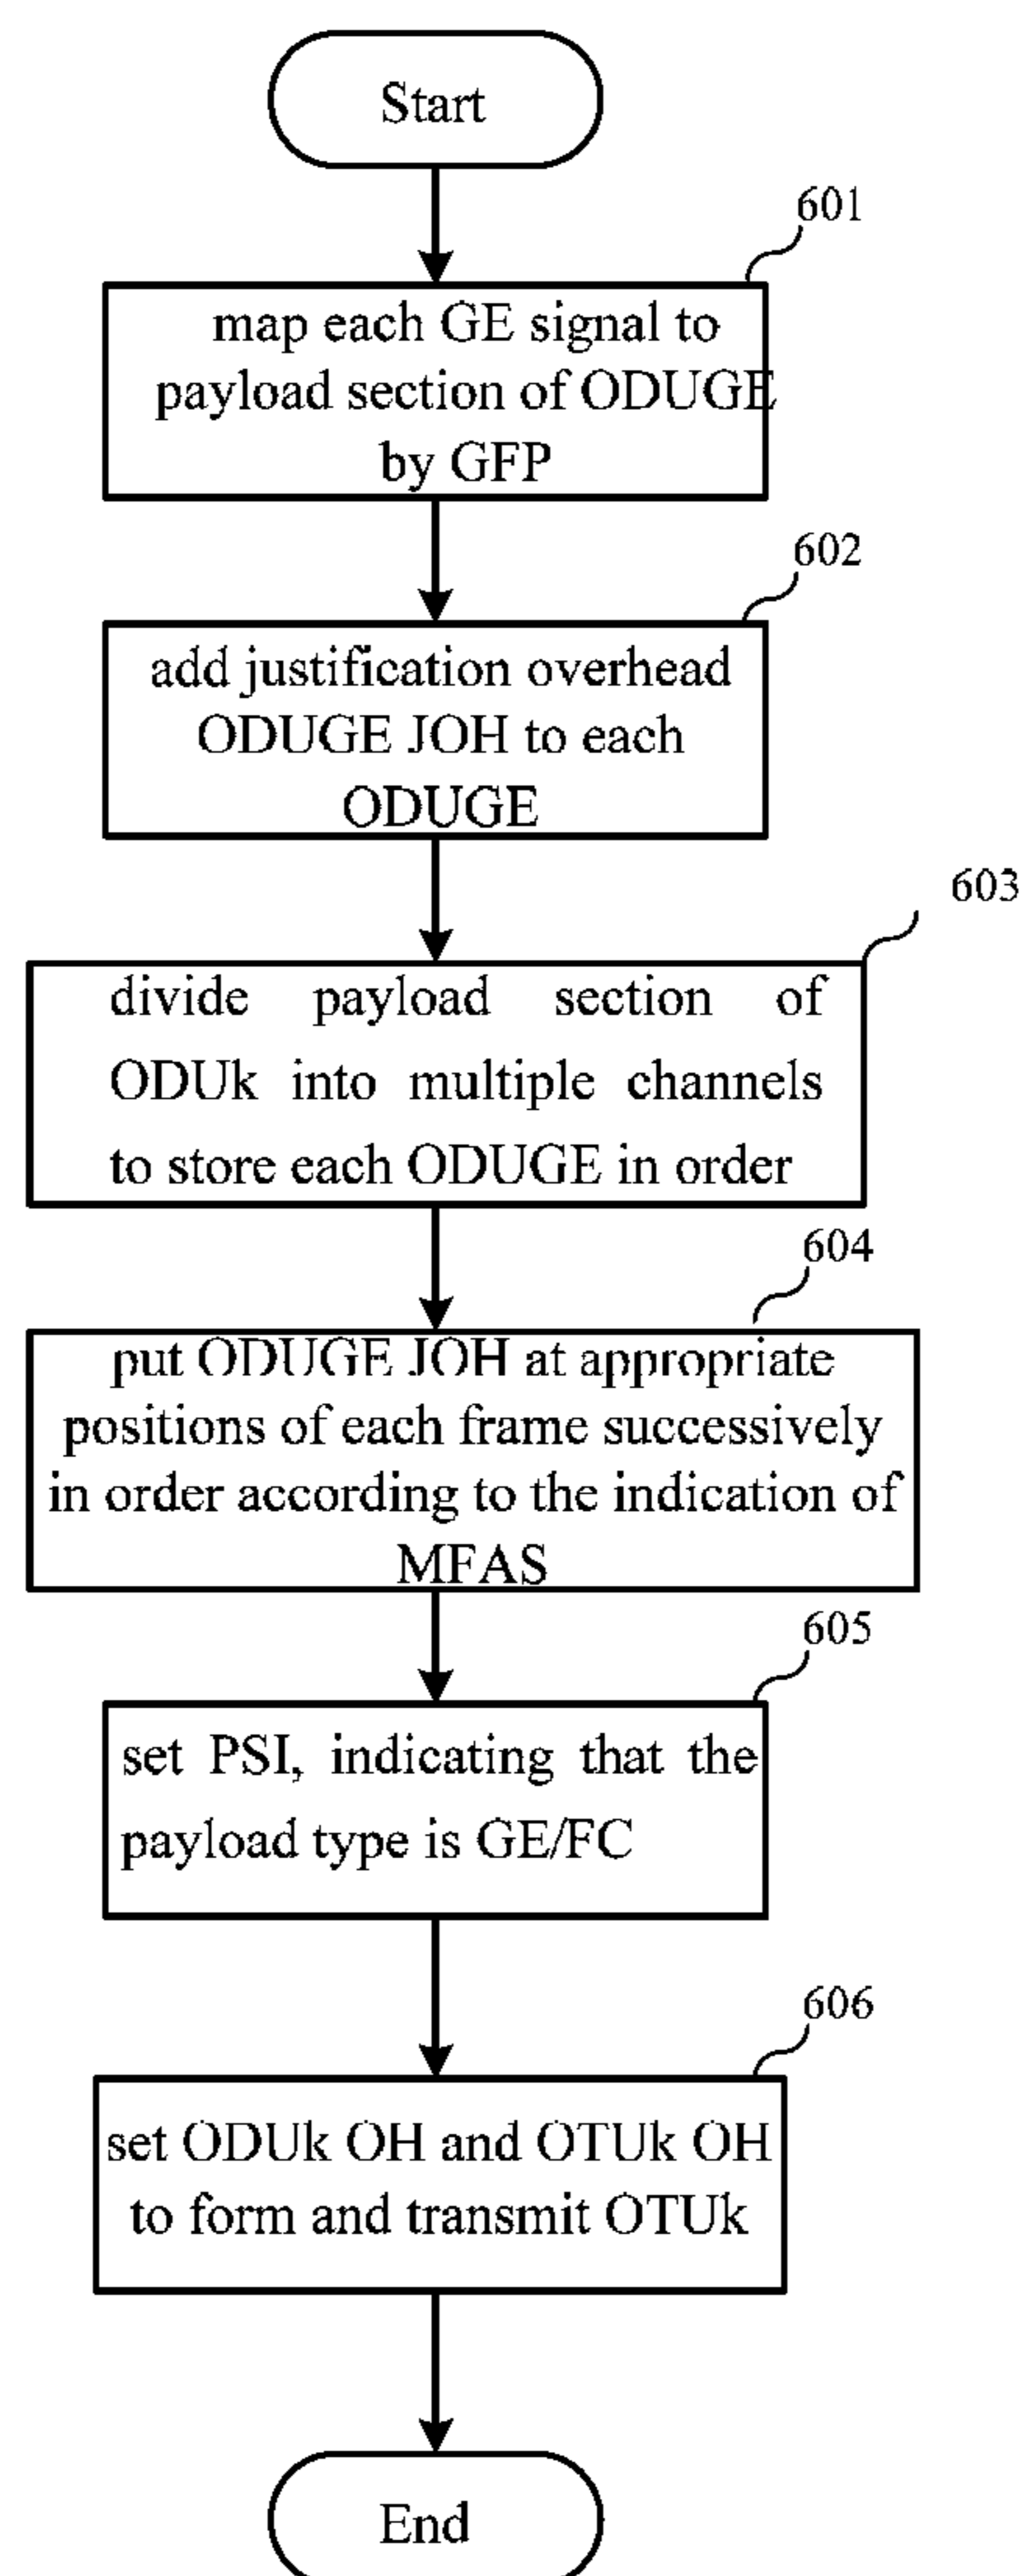 Start
601
map each GE signal to
payload section of ODUGE
by GFP
602
add justification overhead
ODUGE JOH to each
ODUGE
603
divide payload section of
ODUk into multiple channels
to store each ODUGE in order
604
put ODUGE JOH at appropriate
positions of each frame successively
in order according to the indication of
MFAS
605
set PSI, indicating that the
payload type is GE/FC
606
set ODUk OH and OTUk OH
to form and transmit OTUk
End